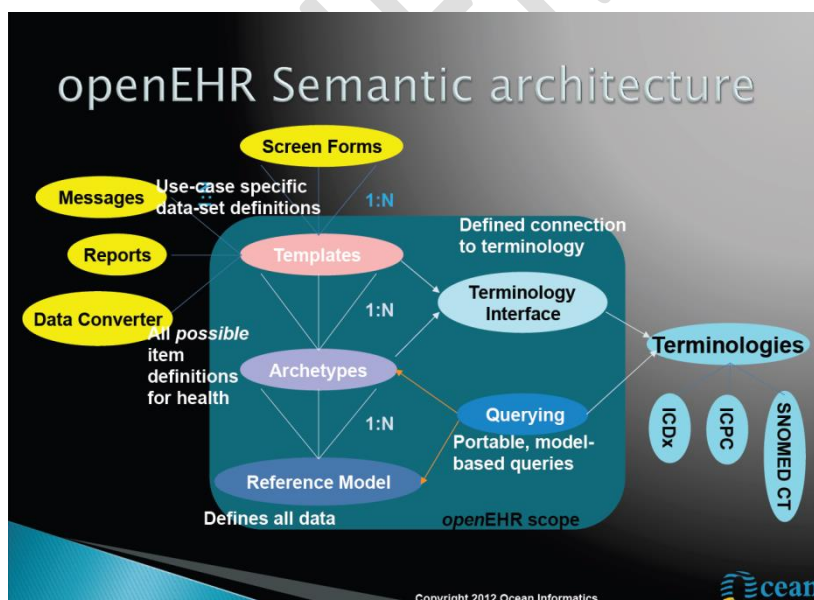 openEHR Semantic architecture
Screen Forms
Messages
Use-case specific
data-set definitions
1:N
Defined connection
to terminology
Reports
Templates
Terminology
Interface
Data Converter
1:N
All possible
item
definitions
for health
Terminologies
Archetypes
Querying
1:N
Portable, model-
based queries
ICDx
ICPC
SNOMED CT
Reference Model
Defines all data
openEHR scope
Copyright 2012 Ocean Informatics
cean